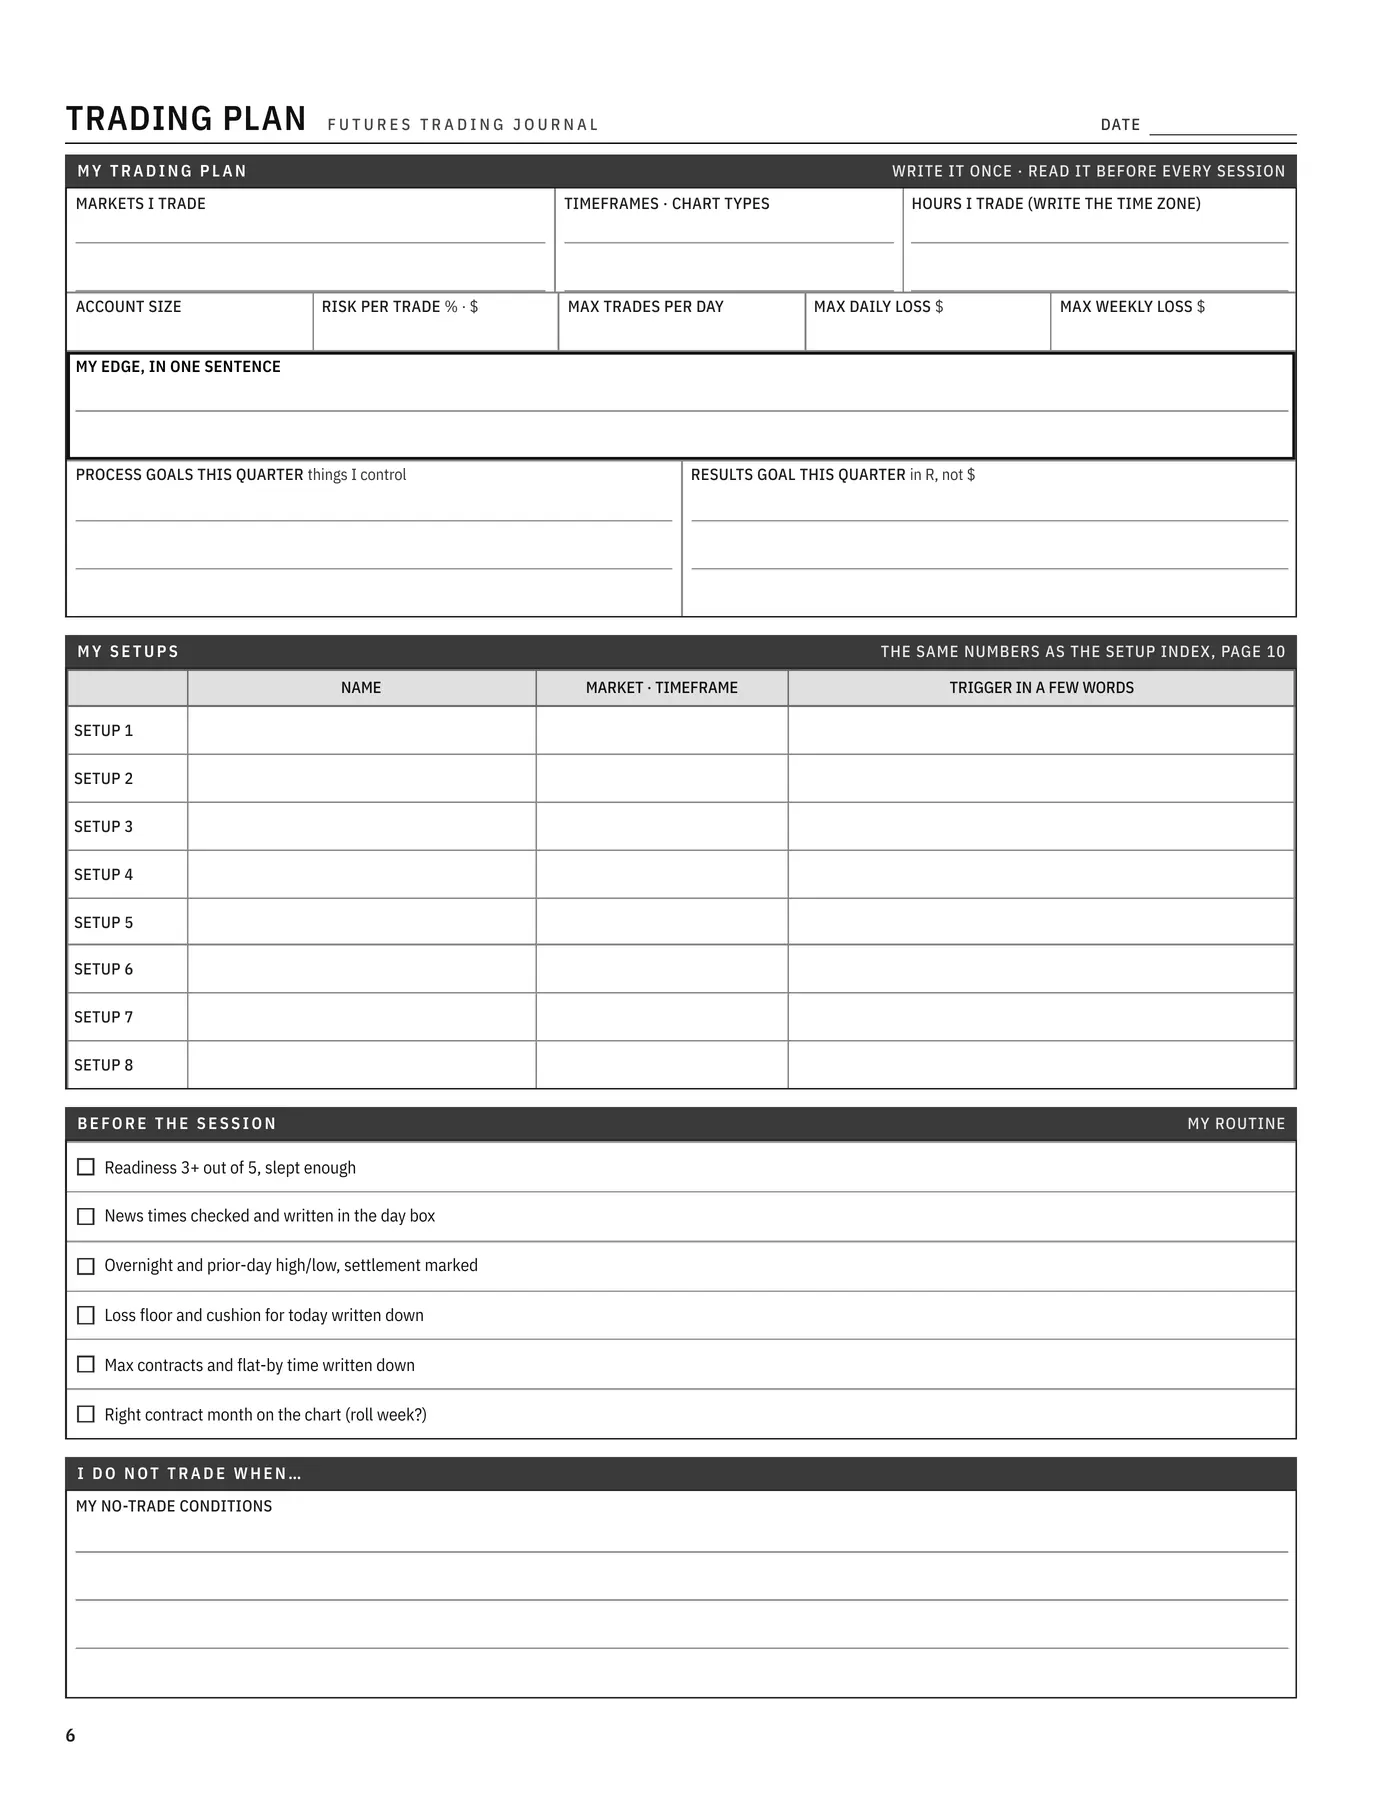 TRADING PLAN FUTURES TRADING JOURNAL DATE
MY TRADING PLAN WRITE IT ONCE · READ IT BEFORE EVERY SESSION
MARKETS I TRADE TIMEFRAMES · CHART TYPES HOURS I TRADE (WRITE THE TIME ZONE)
ACCOUNT SIZE RISK PER TRADE % · $ MAX TRADES PER DAY MAX DAILY LOSS $ MAX WEEKLY LOSS $
MY EDGE, IN ONE SENTENCE
PROCESS GOALS THIS QUARTER things I control RESULTS GOAL THIS QUARTER in R, not $
MY SETUPS THE SAME NUMBERS AS THE SETUP INDEX, PAGE 10
NAME MARKET · TIMEFRAME TRIGGER IN A FEW WORDS
SETUP 1
SETUP 2
SETUP 3
SETUP 4
SETUP 5
SETUP 6
SETUP 7
SETUP 8
BEFORE THE SESSION MY ROUTINE
Readiness 3+ out of 5, slept enough
News times checked and written in the day box
Overnight and prior-day high/low, settlement marked
Loss floor and cushion for today written down
Max contracts and flat-by time written down
Right contract month on the chart (roll week?)
I DO NOT TRADE WHEN…
MY NO-TRADE CONDITIONS
6